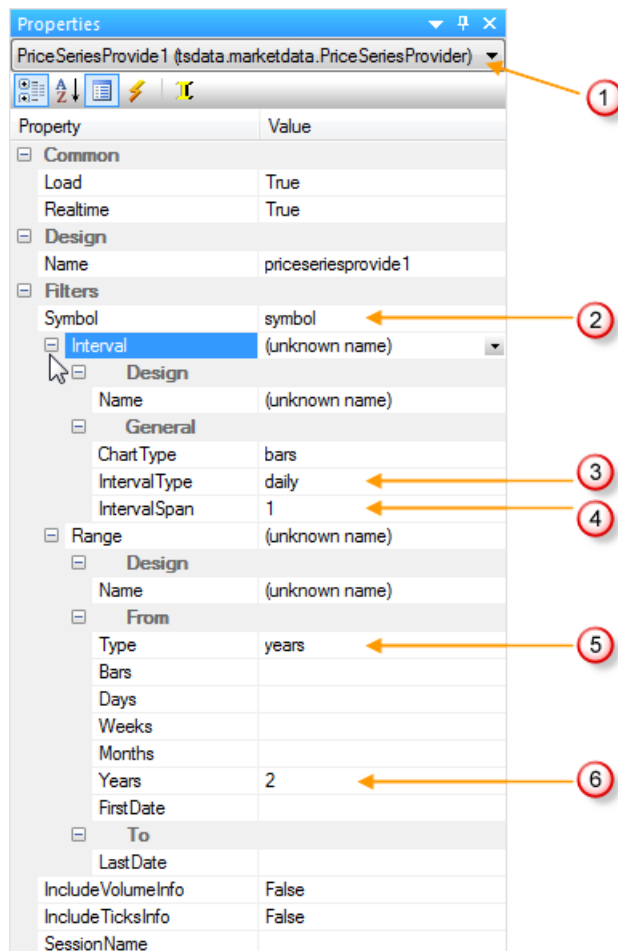 Properties
PriceSeriesProvide1 (tsdata.marketdata.PriceSeriesProvider)
1
Property Value
Common
Load True
Realtime True
Design
Name priceseriesprovide1
Filters
Symbol symbol 2
Interval (unknown name)
Design
Name (unknown name)
General
ChartType bars
IntervalType daily 3
IntervalSpan 1 4
Range (unknown name)
Design
Name (unknown name)
From
Type years 5
Bars
Days
Weeks
Months
Years 2 6
FirstDate
To
LastDate
IncludeVolumeInfo False
IncludeTicksInfo False
SessionName